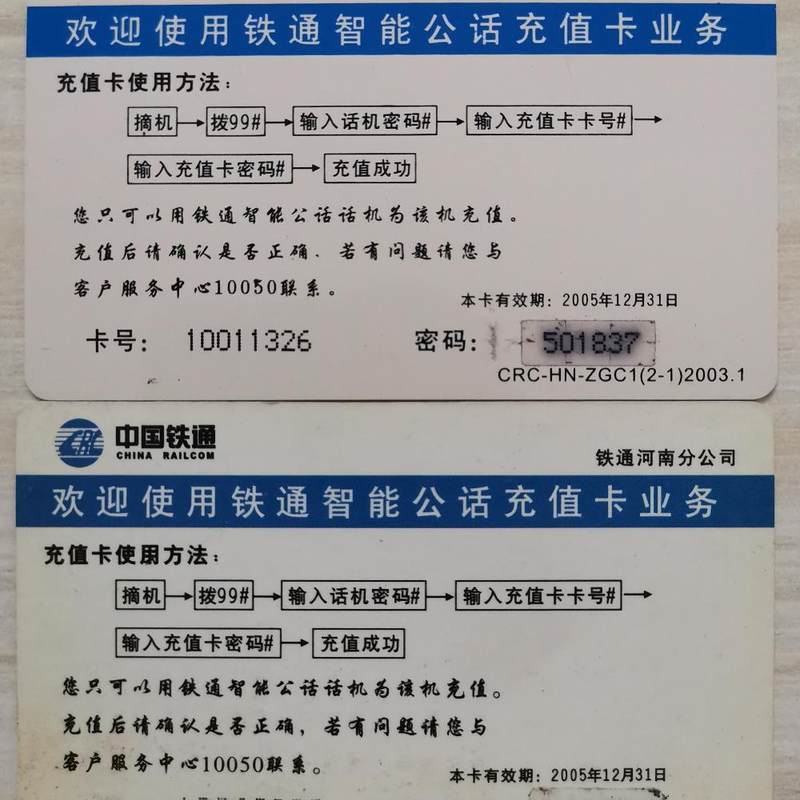 欢迎使用铁通智能公话充值卡业务
充值卡使用方法：
摘机→拨99#→输入话机密码#→输入充值卡卡号#→
输入充值卡密码#→充值成功
您只可以用铁通智能公话话机为该机充值。
充值后请确认是否正确．若有问题请您与
客户服务中心10050联系。
本卡有效期：2005年12月31日
卡号： 10011326 密码： 501837
CRC-HN-ZGC1(2-1)2003.1
CRC 中国铁通
CHINA RAILCOM
铁通河南分公司
欢迎使用铁通智能公话充值卡业务
充值卡使用方法：
摘机→拨99#→输入话机密码#→输入充值卡卡号#→
输入充值卡密码#→充值成功
您只可以用铁通智能公话话机为该机充值。
充值后请确认是否正确，若有问题请您与
客户服务中心10050联系。
本卡有效期：2005年12月31日